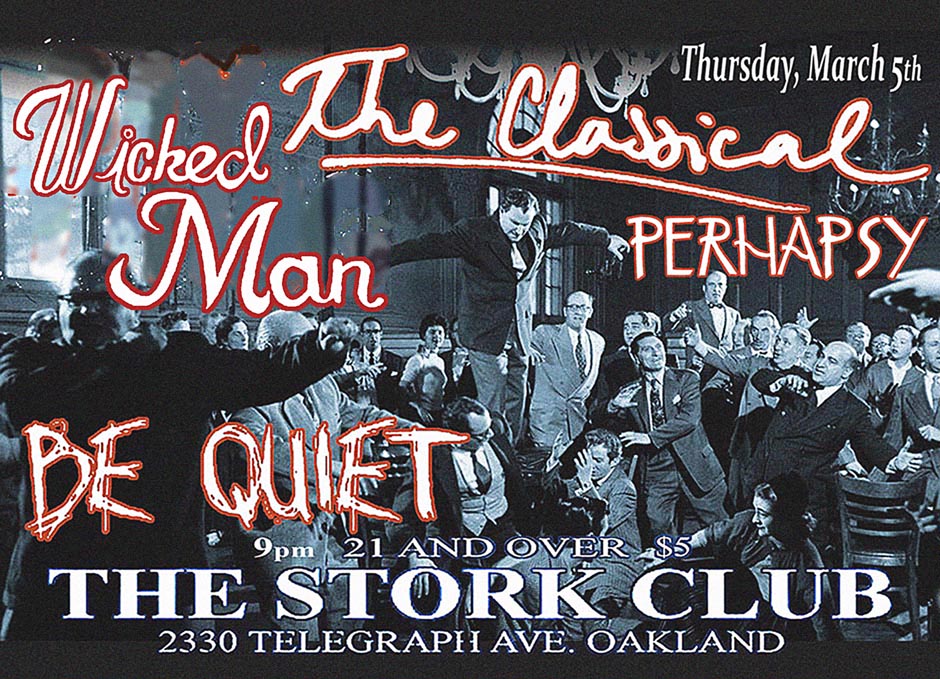 Thursday, March 5th
The Classical
Wicked
Man
PERHAPSY
BE QUIET
9pm 21 AND OVER $5
THE STORK CLUB
2330 TELEGRAPH AVE. OAKLAND